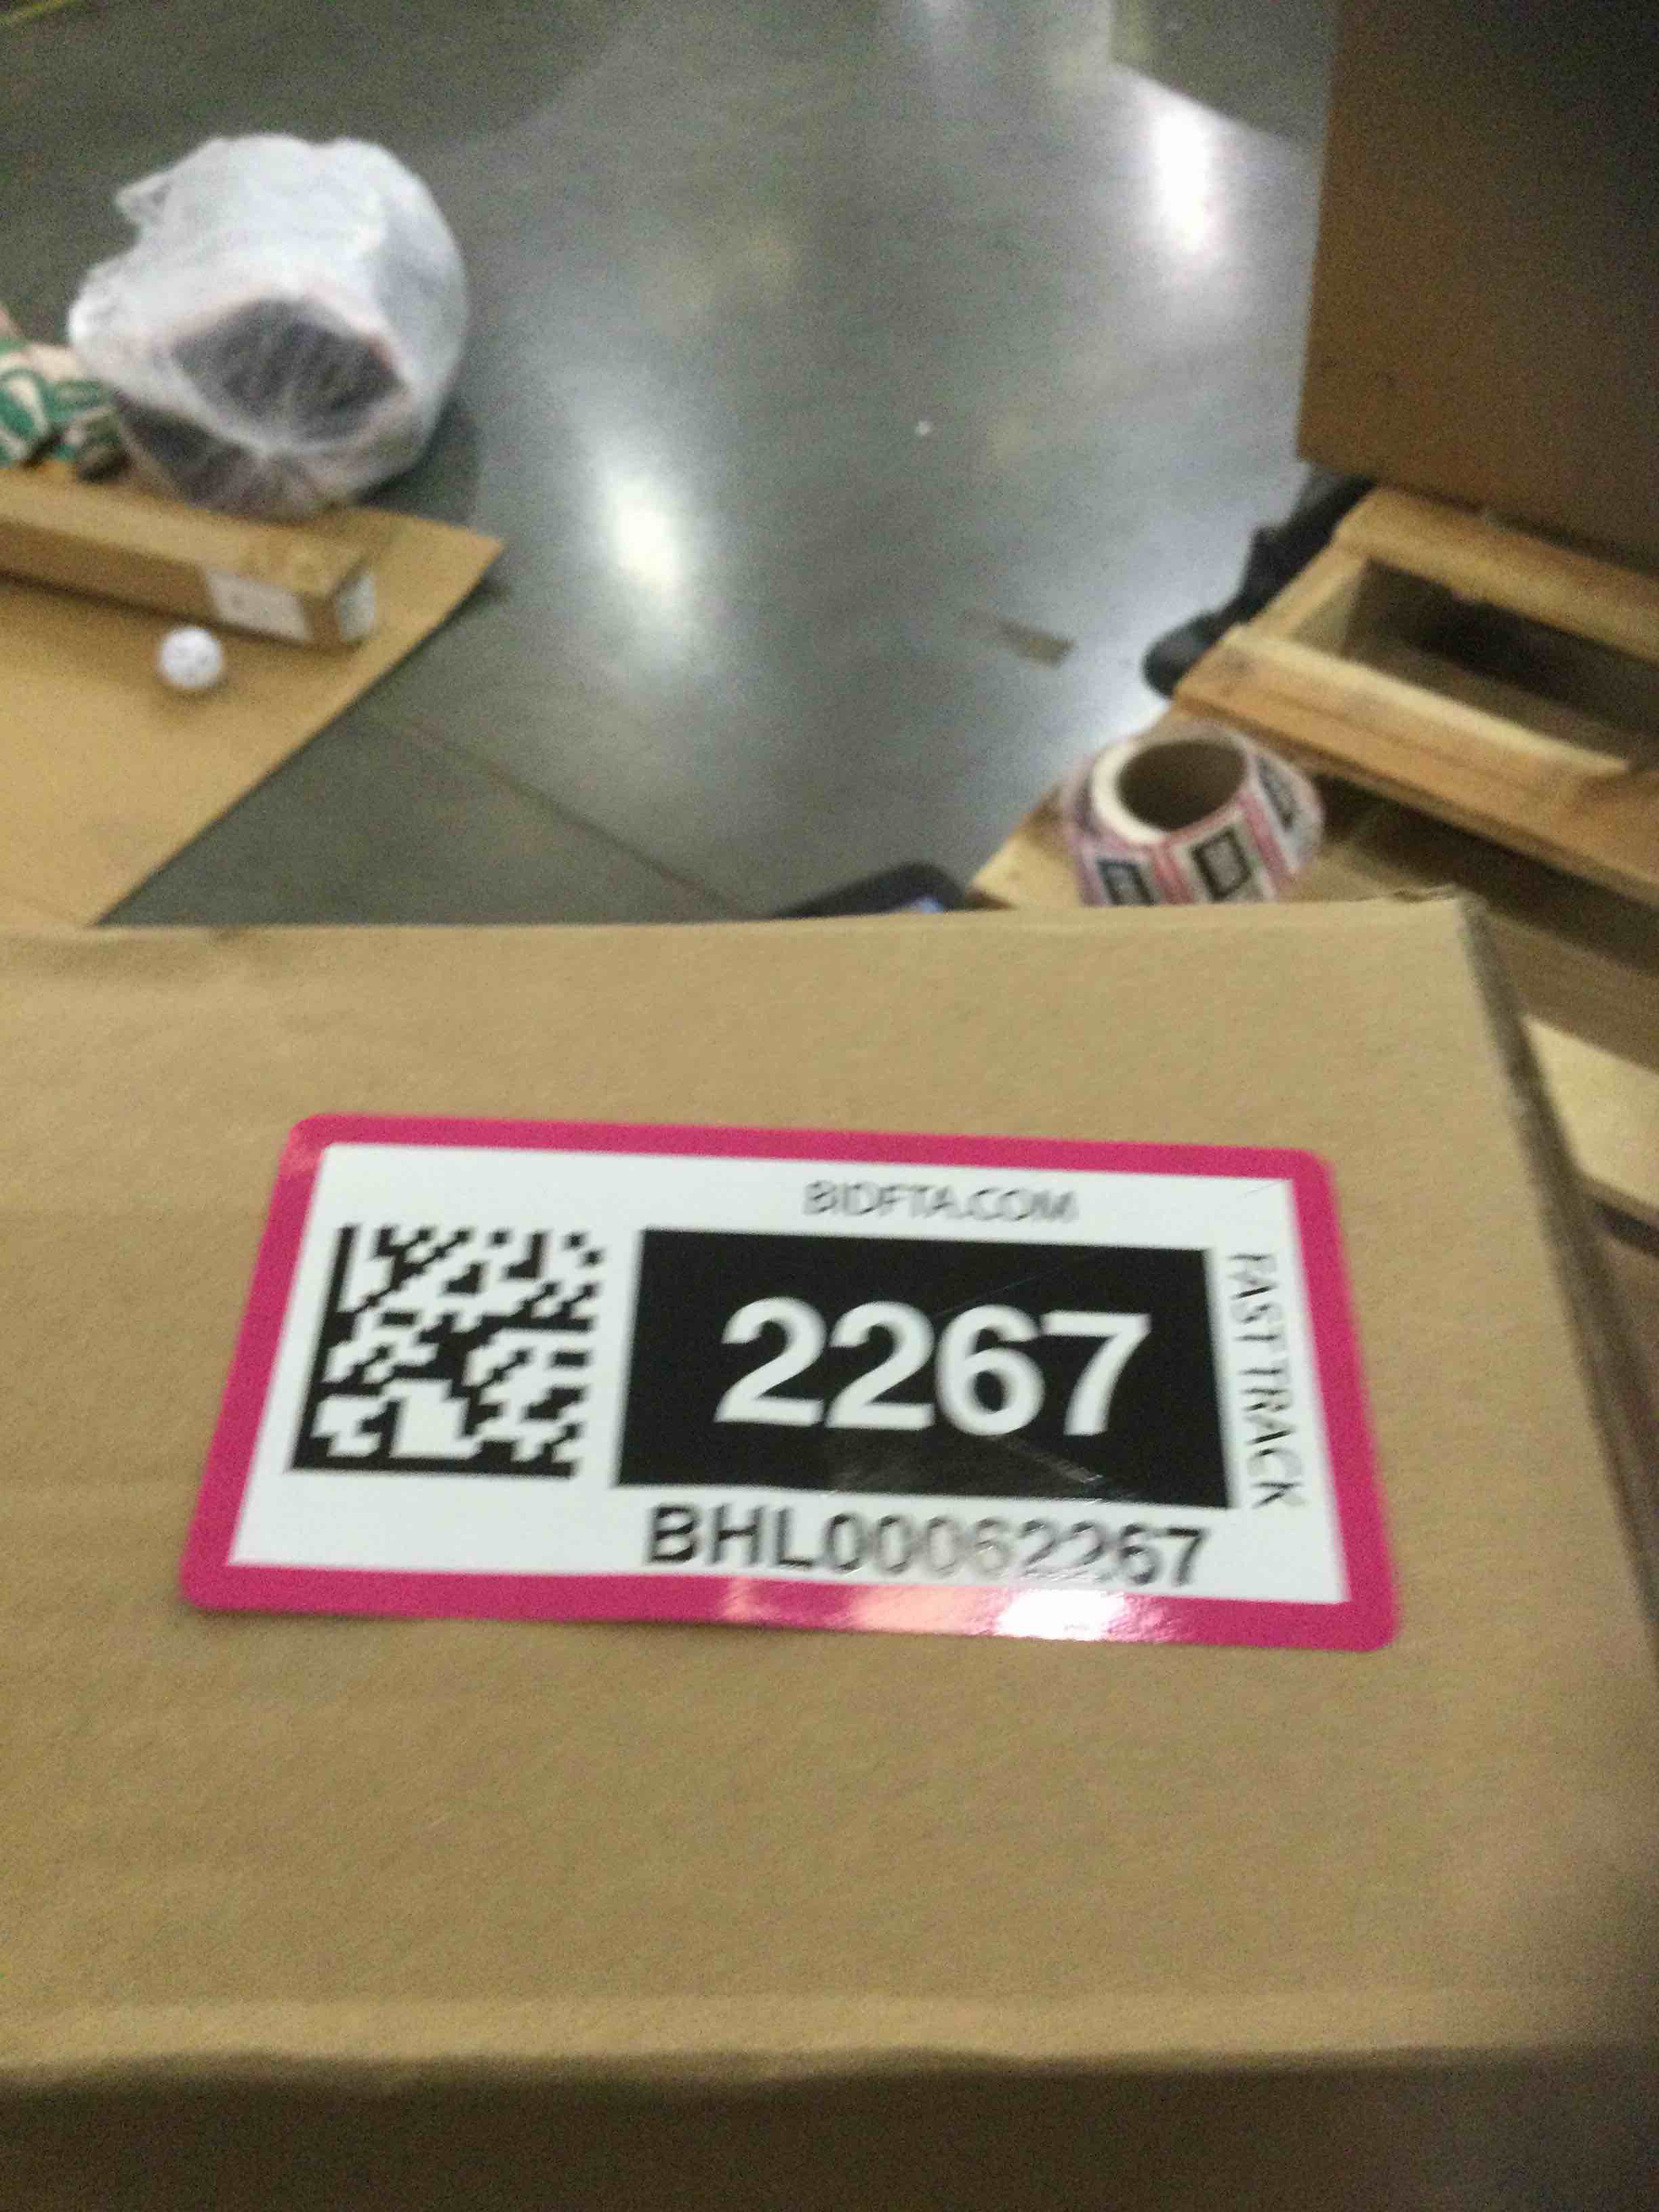 BIDFTA.COM
2267
FAST TRACK
BHL00062267